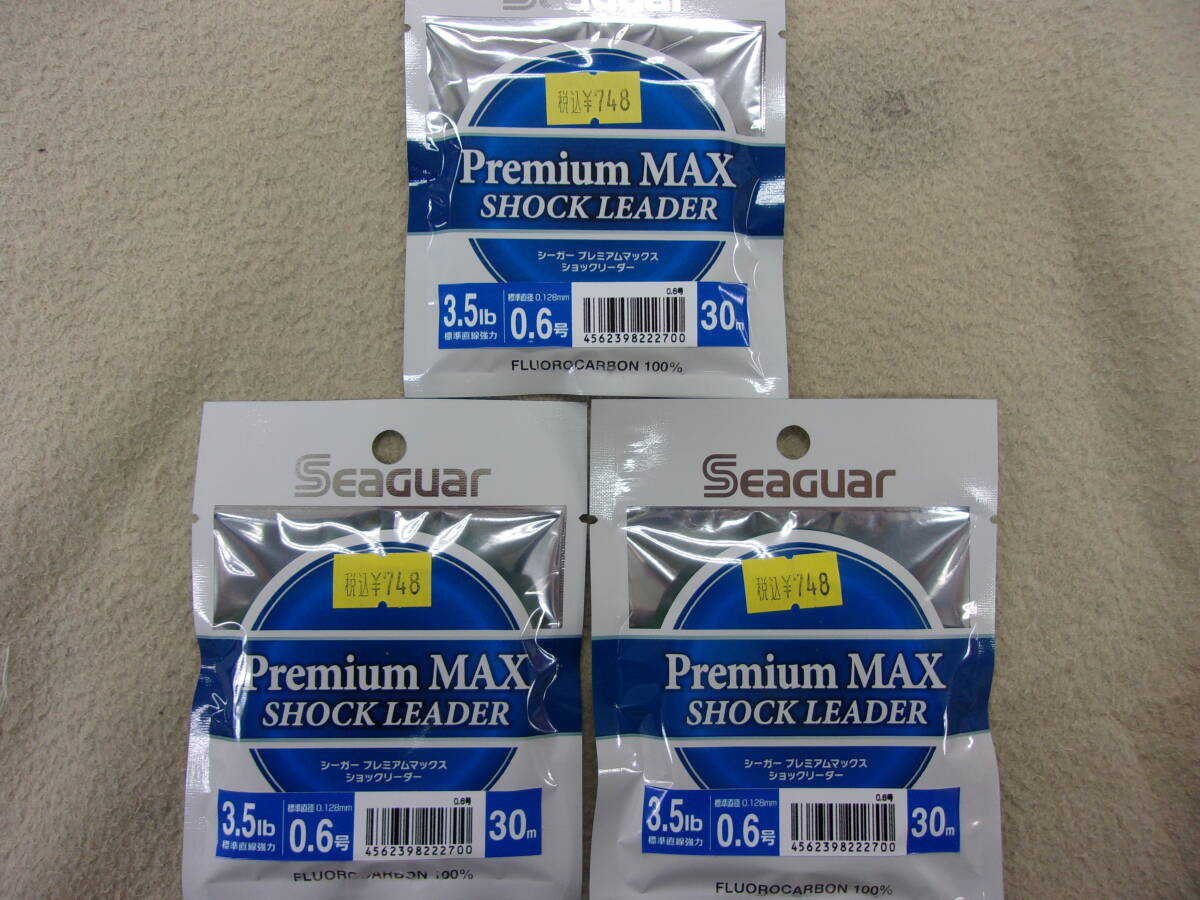 Seaguar
税込¥748
Premium MAX
SHOCK LEADER
シーガー プレミアムマックス
ショックリーダー
3.5lb
標準直線強力
標準直径 0.128mm
0.6号
0.6号
4562398222700
30m
FLUOROCARBON 100%
Seaguar
税込¥748
Premium MAX
SHOCK LEADER
シーガー プレミアムマックス
ショックリーダー
3.5lb
標準直線強力
標準直径 0.128mm
0.6号
0.6号
4562398222700
30m
FLUOROCARBON 100%
Seaguar
税込¥748
Premium MAX
SHOCK LEADER
シーガー プレミアムマックス
ショックリーダー
3.5lb
標準直線強力
標準直径 0.128mm
0.6号
0.6号
4562398222700
30m
FLUOROCARBON 100%